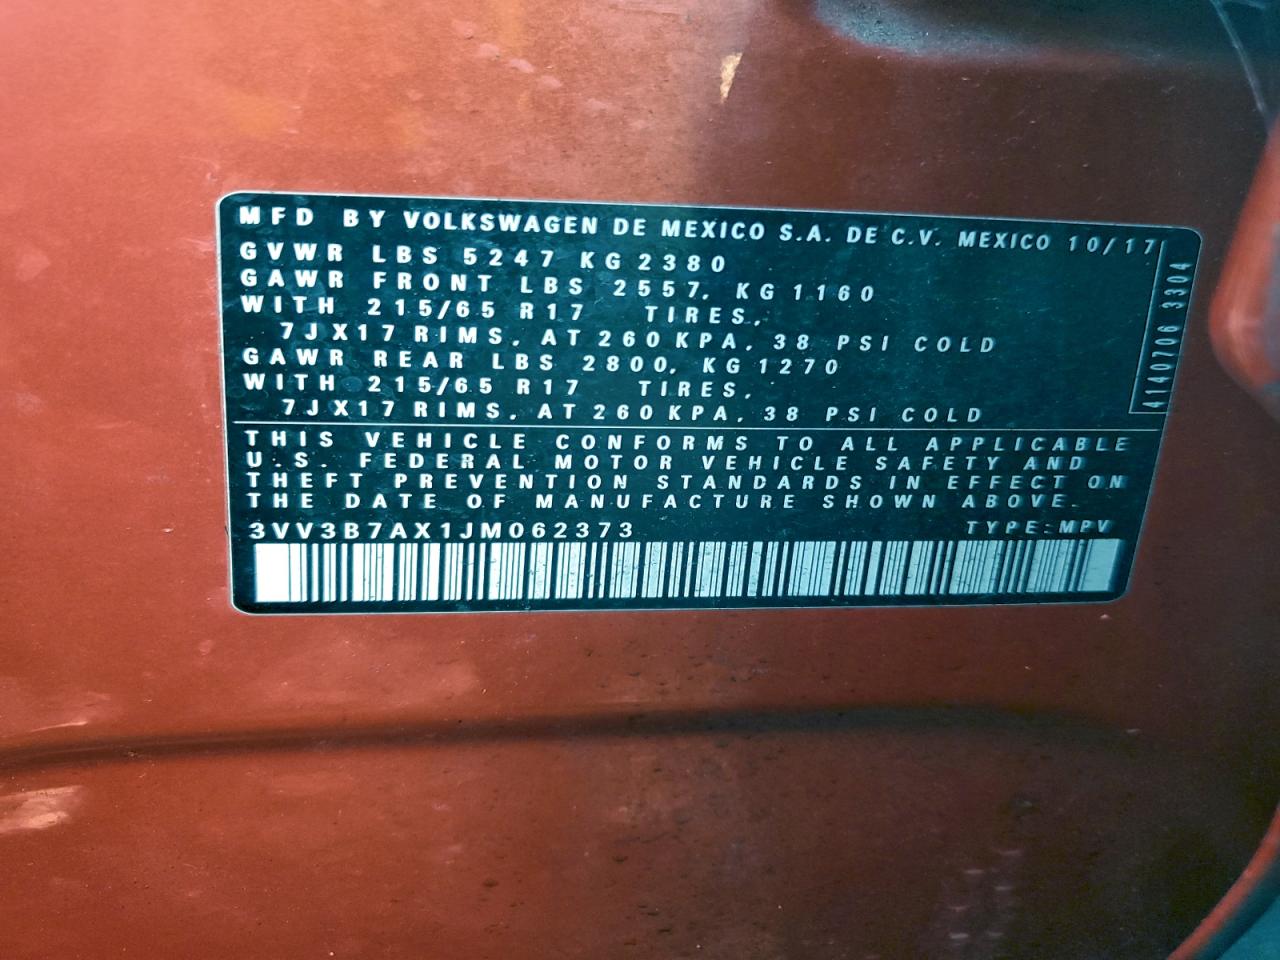 MFD BY VOLKSWAGEN DE MEXICO S.A. DE C.V. MEXICO 10/17
GVWR LBS 5247 KG 2380
GAWR FRONT LBS 2557, KG 1160
WITH 215/65 R17 TIRES,
7JX17 RIMS, AT 260 KPA, 38 PSI COLD
GAWR REAR LBS 2800, KG 1270
WITH 215/65 R17 TIRES,
7JX17 RIMS, AT 260 KPA, 38 PSI COLD
4140706 3304
THIS VEHICLE CONFORMS TO ALL APPLICABLE
U.S. FEDERAL MOTOR VEHICLE SAFETY AND
THEFT PREVENTION STANDARDS IN EFFECT ON
THE DATE OF MANUFACTURE SHOWN ABOVE.
3VV3B7AX1JM062373 TYPE:MPV